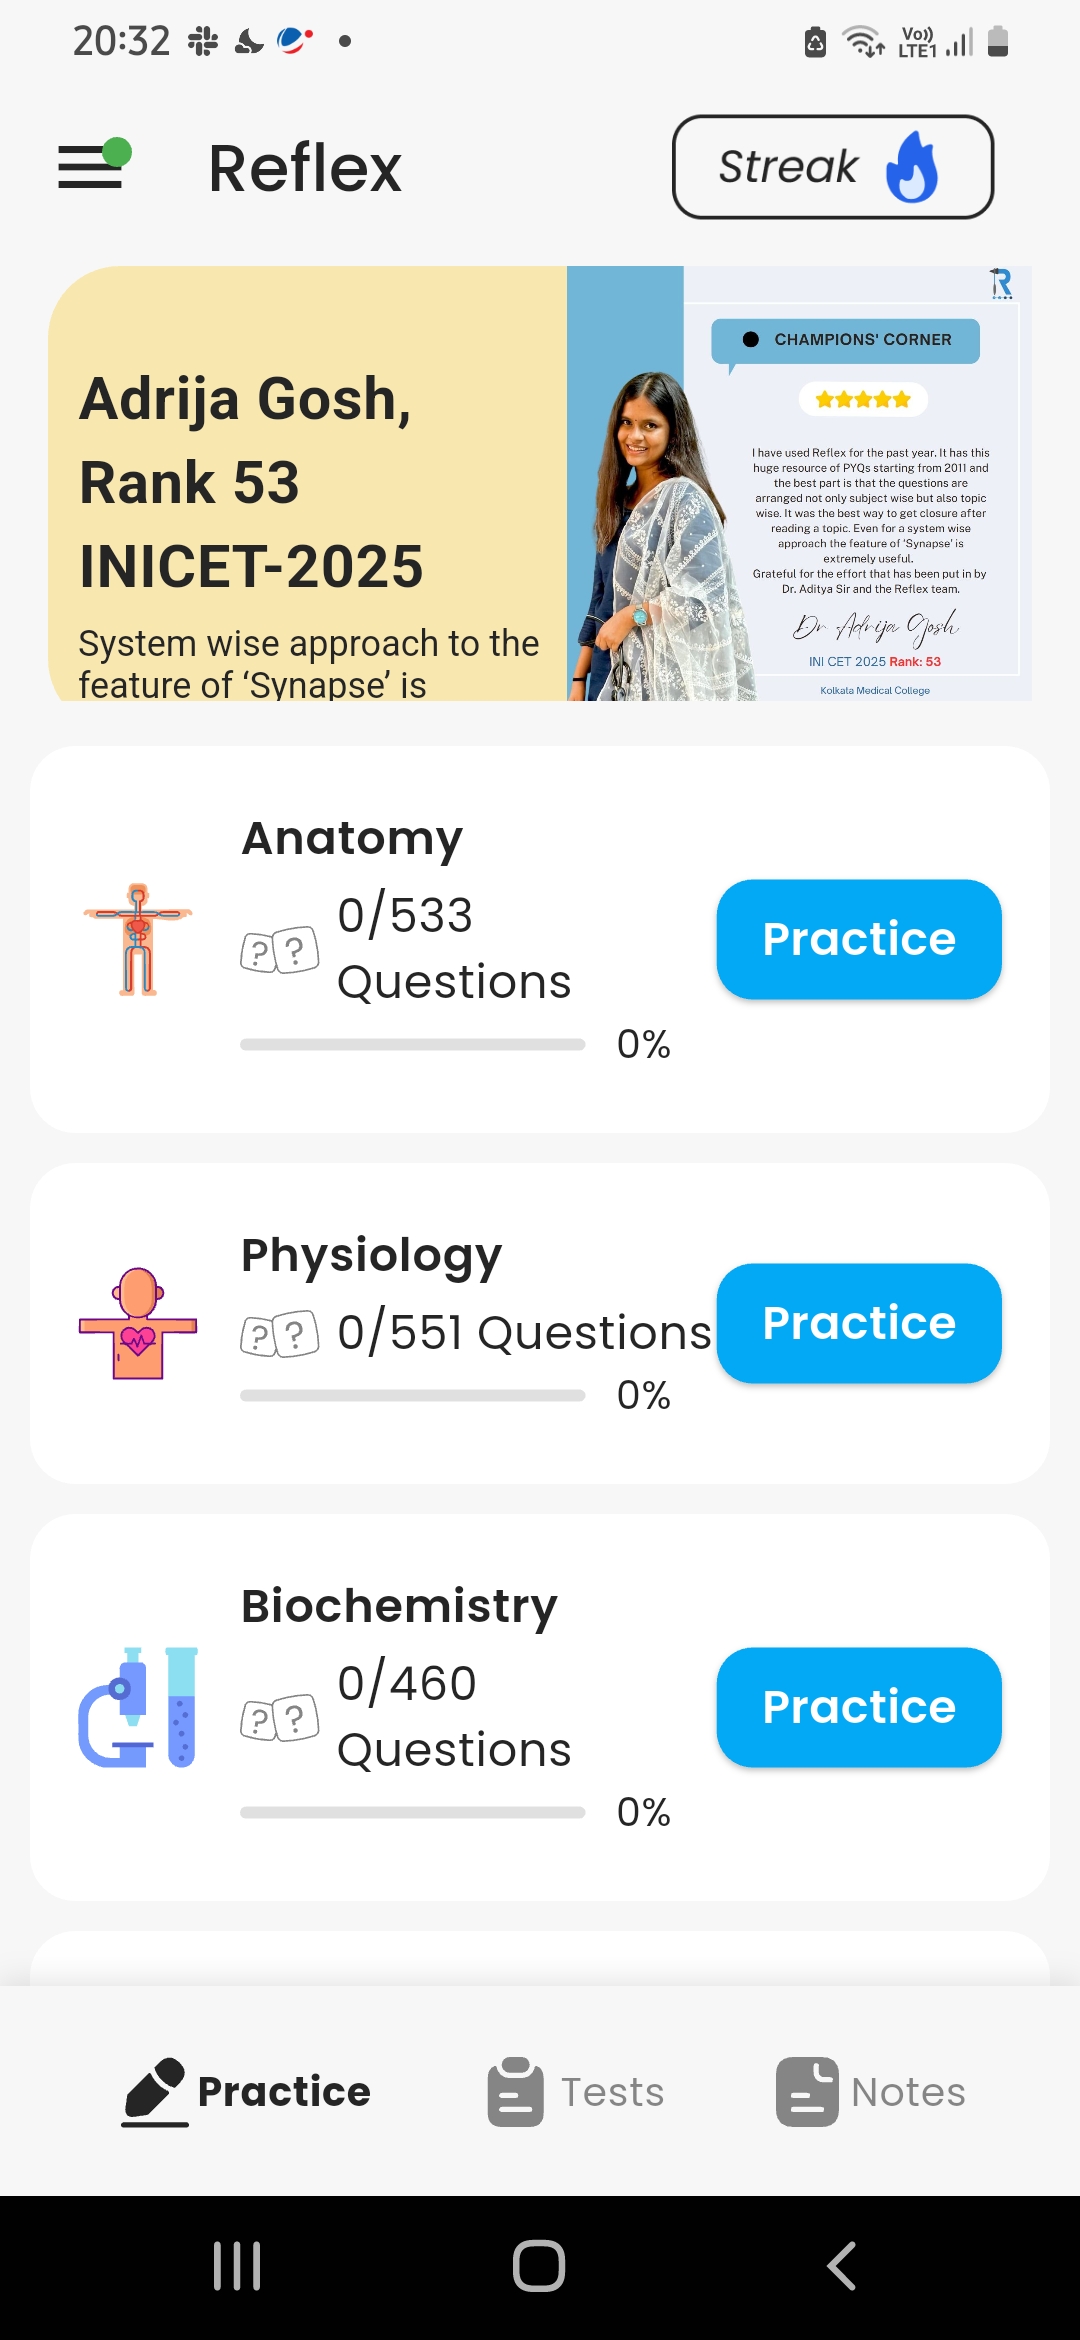 20:32
Vo))
LTE1
Reflex
Streak
Adrija Gosh,
Rank 53
INICET-2025
System wise approach to the
feature of ‘Synapse’ is
R
CHAMPIONS' CORNER
I have used Reflex for the past year. It has this
huge resource of PYQs starting from 2011 and
the best part is that the questions are
arranged not only subject wise but also topic
wise. It was the best way to get closure after
reading a topic. Even for a system wise
approach the feature of ‘Synapse’ is
extremely useful.
Grateful for the effort that has been put in by
Dr. Aditya Sir and the Reflex team.
Dr Adrija Gosh
INI CET 2025 Rank: 53
Kolkata Medical College
Anatomy
? ? 0/533
Questions
0%
Practice
Physiology
? ? 0/551 Questions
0%
Practice
Biochemistry
? ? 0/460
Questions
0%
Practice
Practice
Tests
Notes